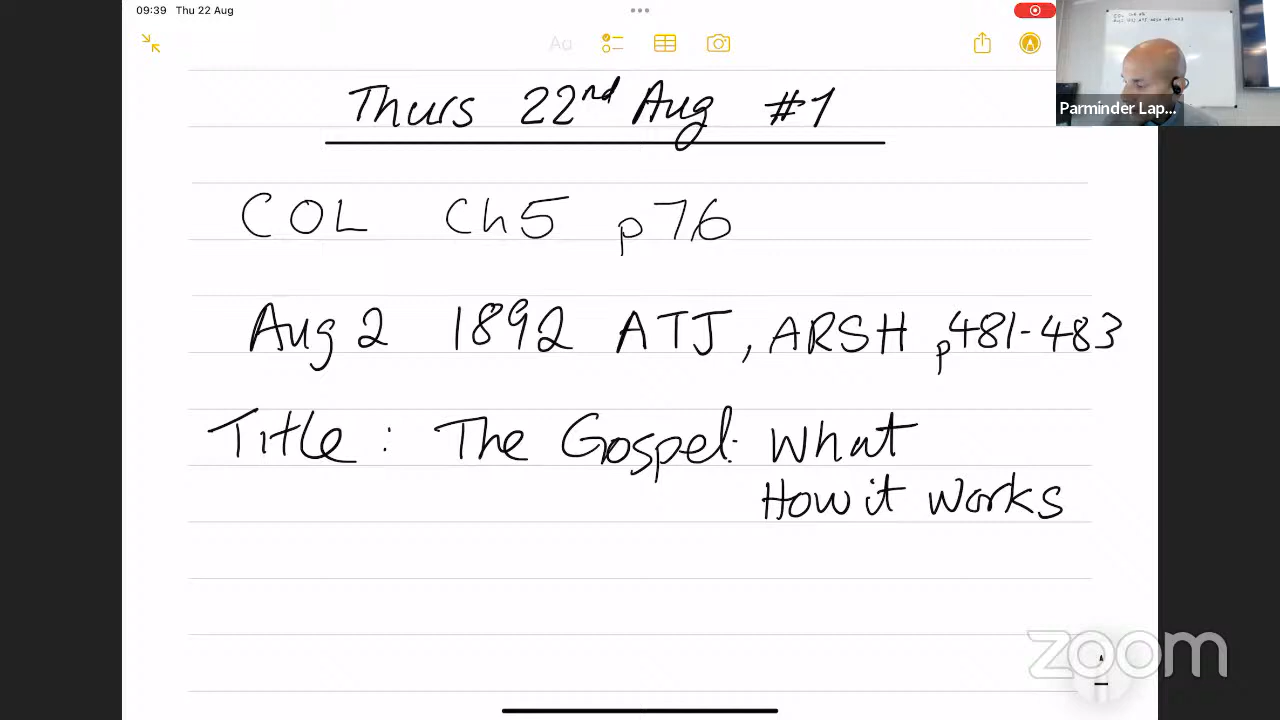 09:39 Thu 22 Aug
Aa
Thurs 22nd Aug #1
Parminder Lap...
COL Ch5 p76
Aug 2 1892 ATJ, ARSH p481-483
Title: The Gospel: What
How it works
zoom